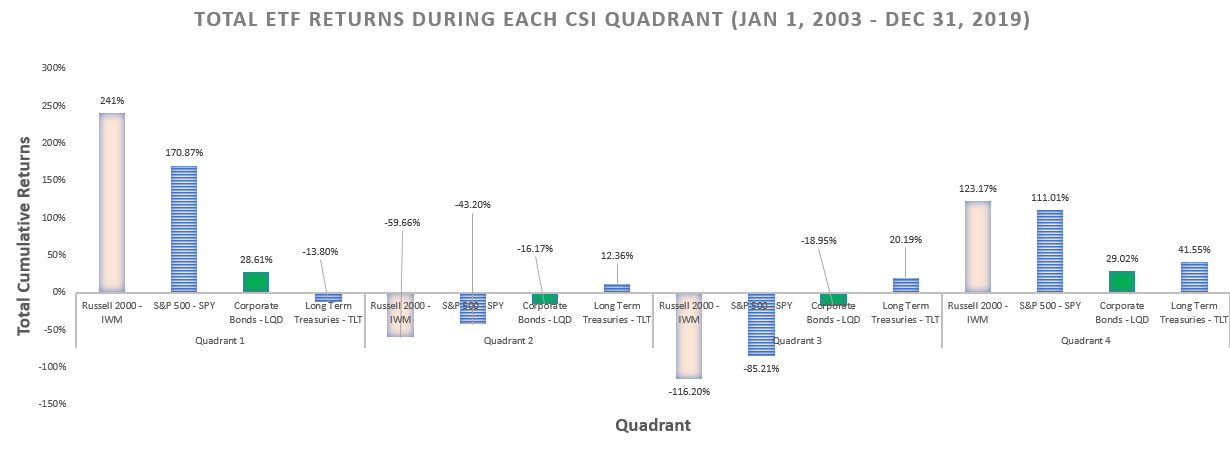 TOTAL ETF RETURNS DURING EACH CSI QUADRANT (JAN 1, 2003 - DEC 31, 2019)
Total Cumulative Returns
300%
250%
200%
150%
100%
50%
0%
-50%
-100%
-150%
241%
170.87%
28.61%
-13.80%
-59.66%
-43.20%
-16.17%
12.36%
-116.20%
-85.21%
-18.95%
20.19%
123.17%
111.01%
29.02%
41.55%
Russell 2000 -
IWM
S&P 500 - SPY
Corporate
Bonds - LQD
Long Term
Treasuries - TLT
Russell 2000 -
IWM
S&P 500 - SPY
Corporate
Bonds - LQD
Long Term
Treasuries - TLT
Russell 2000 -
IWM
S&P 500 - SPY
Corporate
Bonds - LQD
Long Term
Treasuries - TLT
Russell 2000 -
IWM
S&P 500 - SPY
Corporate
Bonds - LQD
Long Term
Treasuries - TLT
Quadrant 1
Quadrant 2
Quadrant 3
Quadrant 4
Quadrant